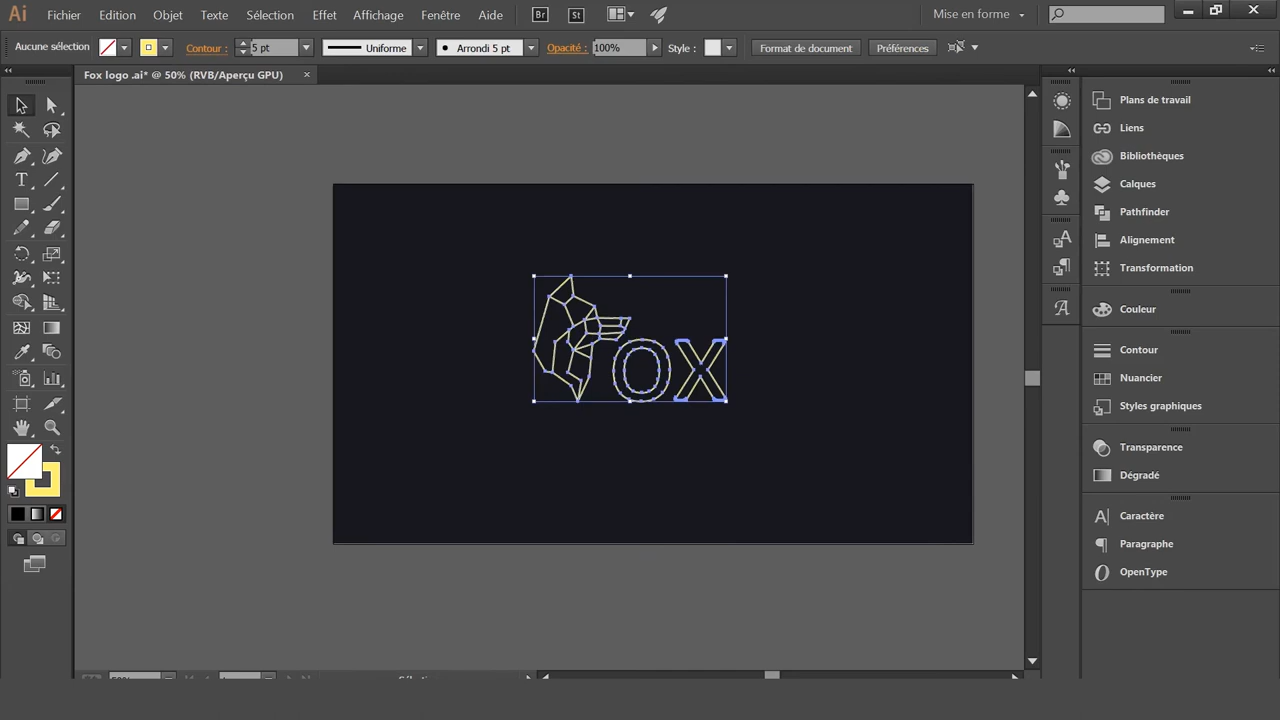 Ai Fichier Edition Objet Texte Sélection Effet Affichage Fenêtre Aide Br St Mise en forme
Aucune sélection Contour : 5 pt Uniforme Arrondi 5 pt Opacité : 100% Style : Format de document Préférences
Fox logo .ai* @ 50% (RVB/Aperçu GPU) ×
Plans de travail
Liens
Bibliothèques
Calques
Pathfinder
Alignement
Transformation
Couleur
Contour
Nuancier
Styles graphiques
Transparence
Dégradé
Caractère
Paragraphe
OpenType
OX